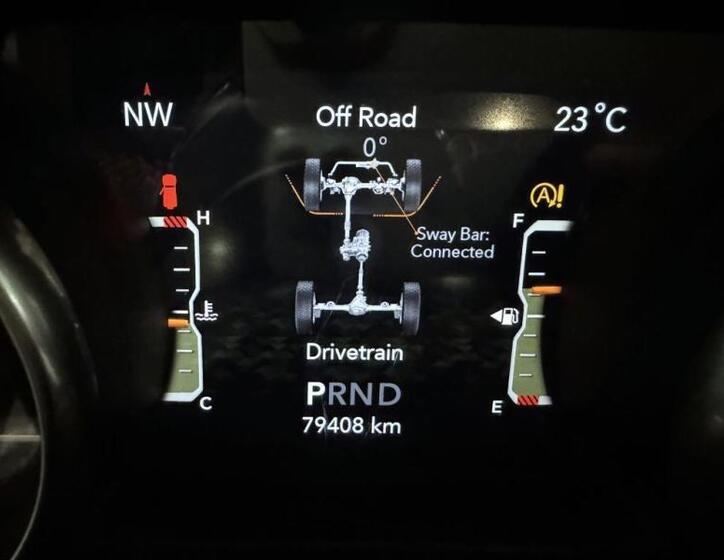 NW
Off Road
23°C
0°
H
F
A!
Sway Bar:
Connected
C
E
Drivetrain
PRND
79408 km